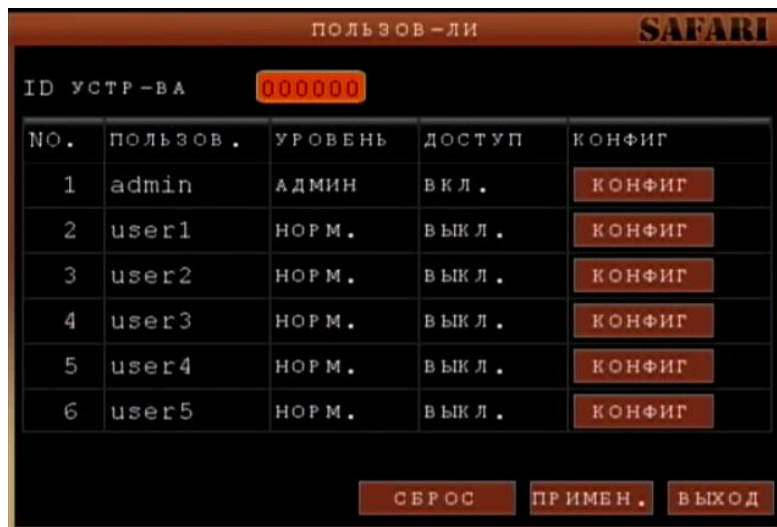 ПОЛЬЗОВ-ЛИ SAFARI
ID УСТР-ВА 000000
NO. ПОЛЬЗОВ. УРОВЕНЬ ДОСТУП КОНФИГ
1 admin АДМИН ВКЛ. КОНФИГ
2 user1 НОРМ. ВЫКЛ. КОНФИГ
3 user2 НОРМ. ВЫКЛ. КОНФИГ
4 user3 НОРМ. ВЫКЛ. КОНФИГ
5 user4 НОРМ. ВЫКЛ. КОНФИГ
6 user5 НОРМ. ВЫКЛ. КОНФИГ
СБРОС ПРИМЕН. ВЫХОД